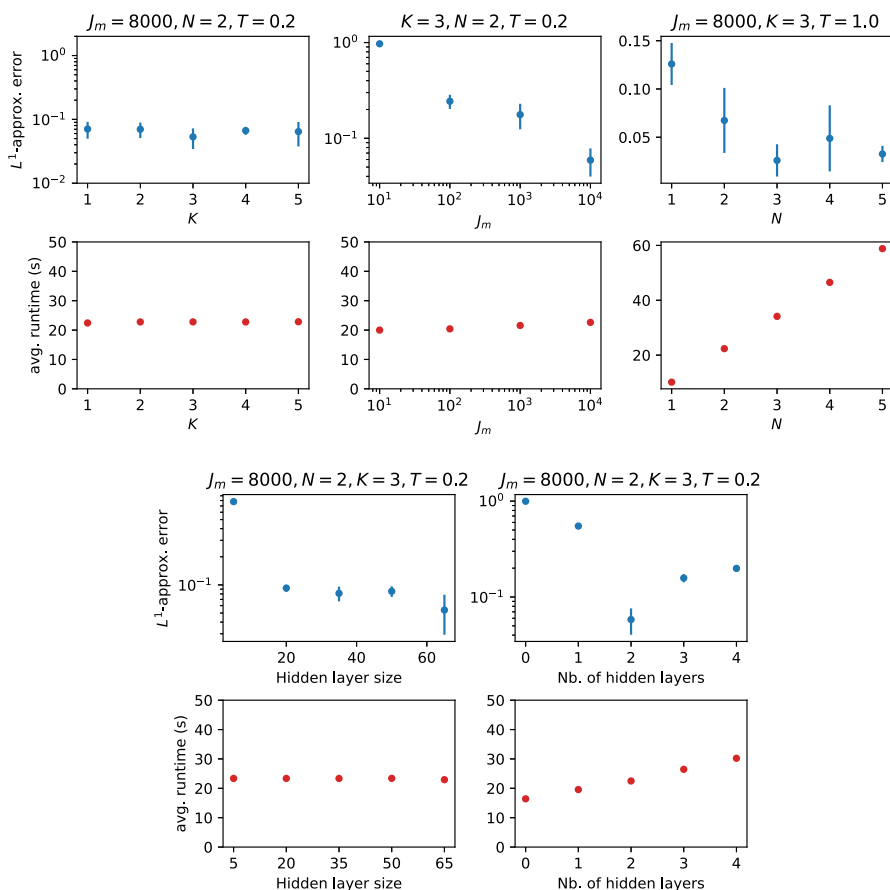 J_m = 8000, N = 2, T = 0.2
K = 3, N = 2, T = 0.2
J_m = 8000, K = 3, T = 1.0
L^1-approx. error
10^0
10^-1
10^-2
1 2 3 4 5
K
10^0
10^-1
10^1 10^2 10^3 10^4
J_m
0.15
0.10
0.05
1 2 3 4 5
N
avg. runtime (s)
50
40
30
20
10
0
1 2 3 4 5
K
50
40
30
20
10
0
10^1 10^2 10^3 10^4
J_m
60
40
20
1 2 3 4 5
N
J_m = 8000, N = 2, K = 3, T = 0.2
J_m = 8000, N = 2, K = 3, T = 0.2
L^1-approx. error
10^-1
20 40 60
Hidden layer size
10^0
10^-1
0 1 2 3 4
Nb. of hidden layers
avg. runtime (s)
50
40
30
20
10
0
5 20 35 50 65
Hidden layer size
50
40
30
20
10
0
0 1 2 3 4
Nb. of hidden layers